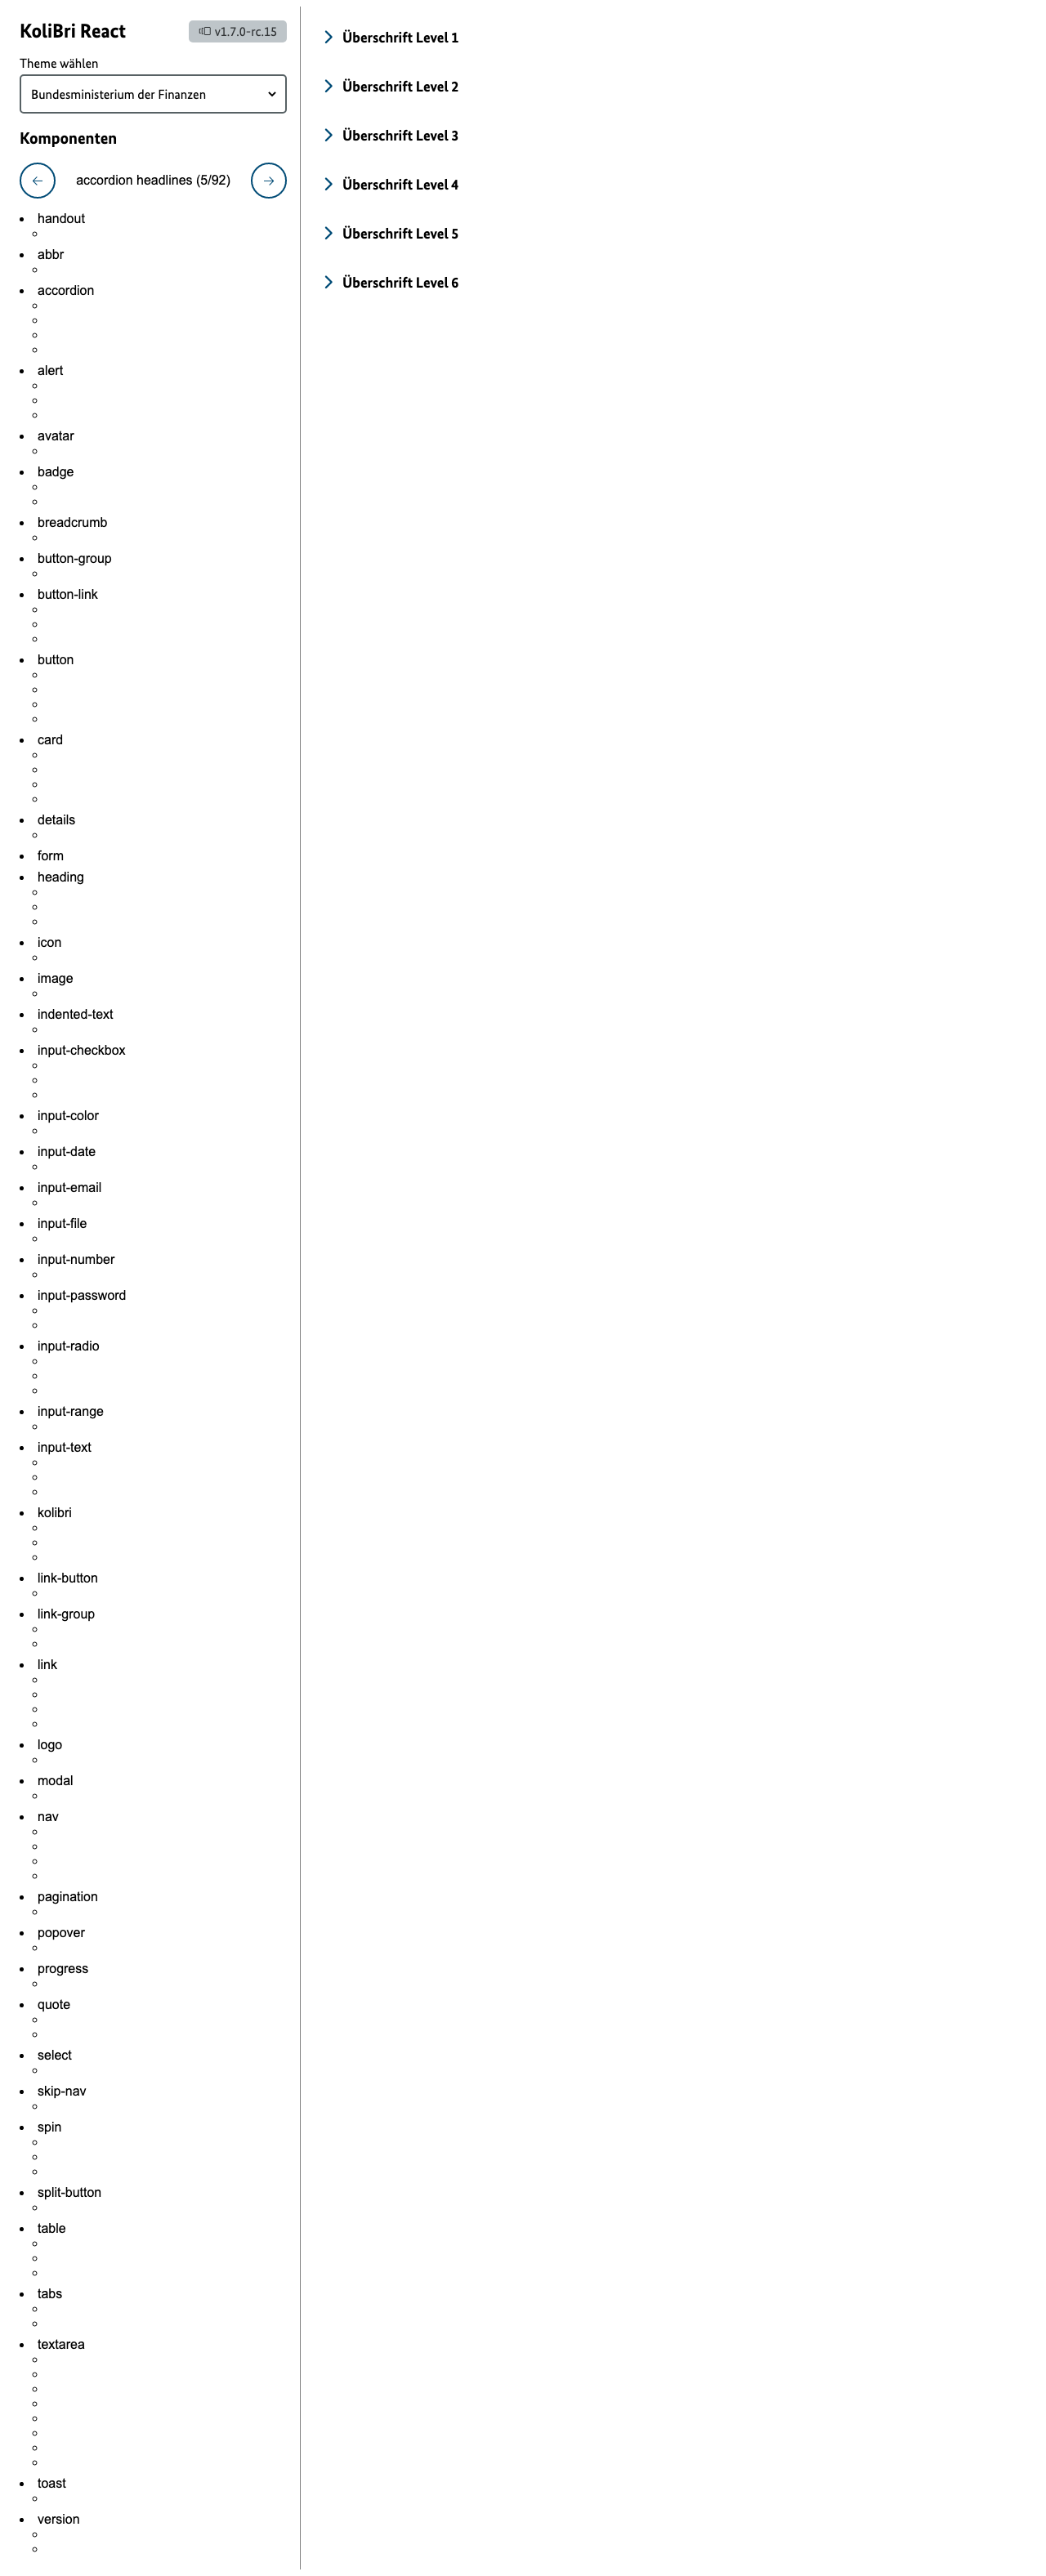 KoliBri React
v1.7.0-rc.15
Theme wählen
Bundesministerium der Finanzen
Komponenten
accordion headlines (5/92)
handout
abbr
accordion
alert
avatar
badge
breadcrumb
button-group
button-link
button
card
details
form
heading
icon
image
indented-text
input-checkbox
input-color
input-date
input-email
input-file
input-number
input-password
input-radio
input-range
input-text
kolibri
link-button
link-group
link
logo
modal
nav
pagination
popover
progress
quote
select
skip-nav
spin
split-button
table
tabs
textarea
toast
version
Überschrift Level 1
Überschrift Level 2
Überschrift Level 3
Überschrift Level 4
Überschrift Level 5
Überschrift Level 6